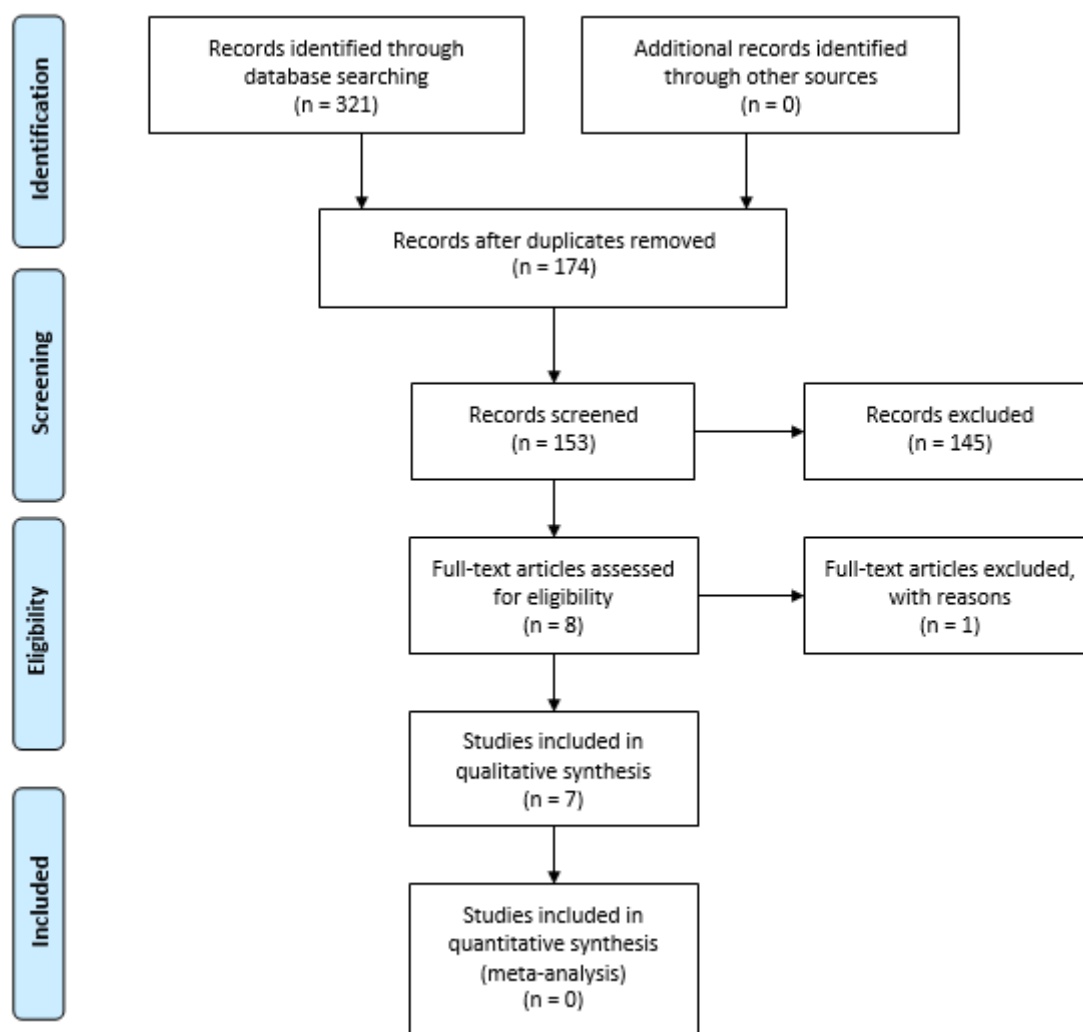 Identification
Records identified through
database searching
(n = 321)
Additional records identified
through other sources
(n = 0)
Records after duplicates removed
(n = 174)
Screening
Records screened
(n = 153)
Records excluded
(n = 145)
Eligibility
Full-text articles assessed
for eligibility
(n = 8)
Full-text articles excluded,
with reasons
(n = 1)
Studies included in
qualitative synthesis
(n = 7)
Included
Studies included in
quantitative synthesis
(meta-analysis)
(n = 0)